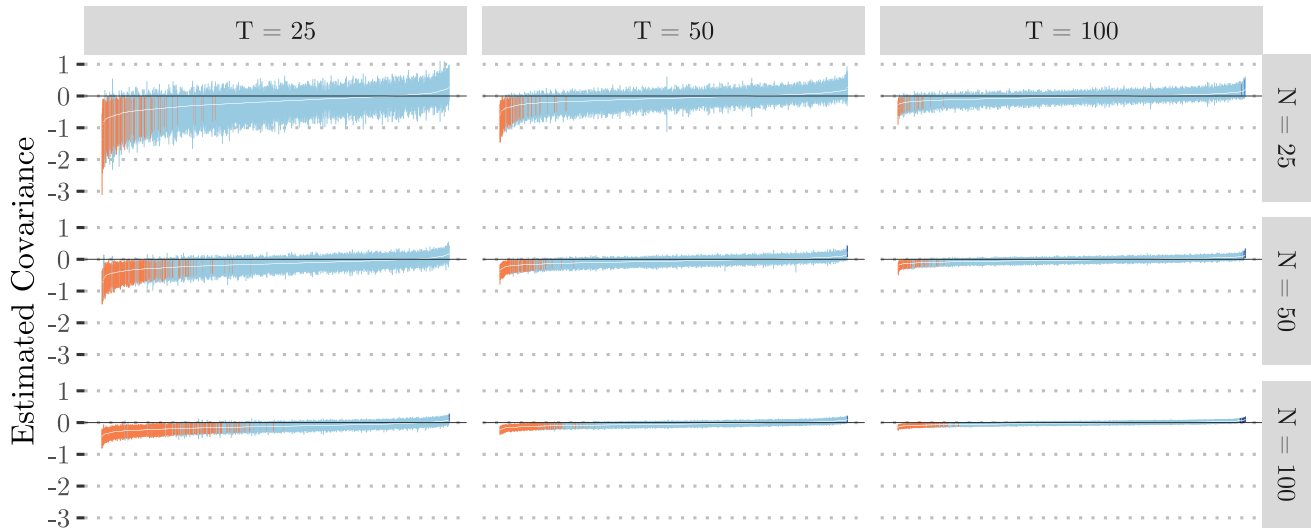 T = 25
T = 50
T = 100
Estimated Covariance
1
0
-1
-2
-3
N = 25
1
0
-1
-2
-3
N = 50
1
0
-1
-2
-3
N = 100